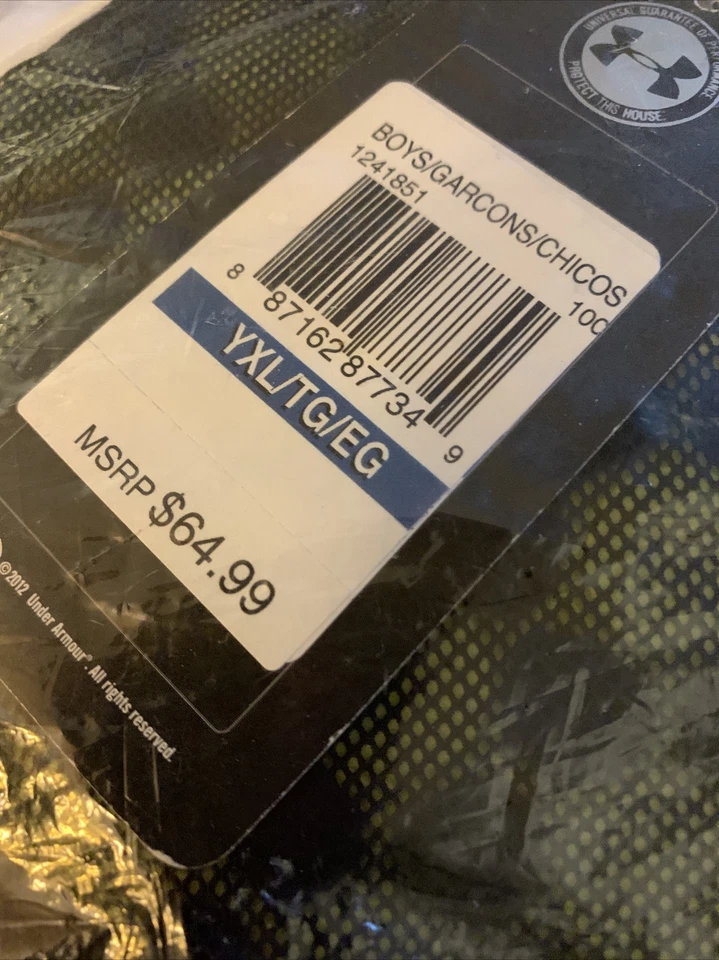 UNIVERSAL GUARANTEE OF PERFORMANCE
PROTECT THIS HOUSE.
BOYS/GARCONS/CHICOS
1241851
100
8 87162 87734 9
YXL/TG/EG
MSRP $64.99
©2012 Under Armour®. All rights reserved.